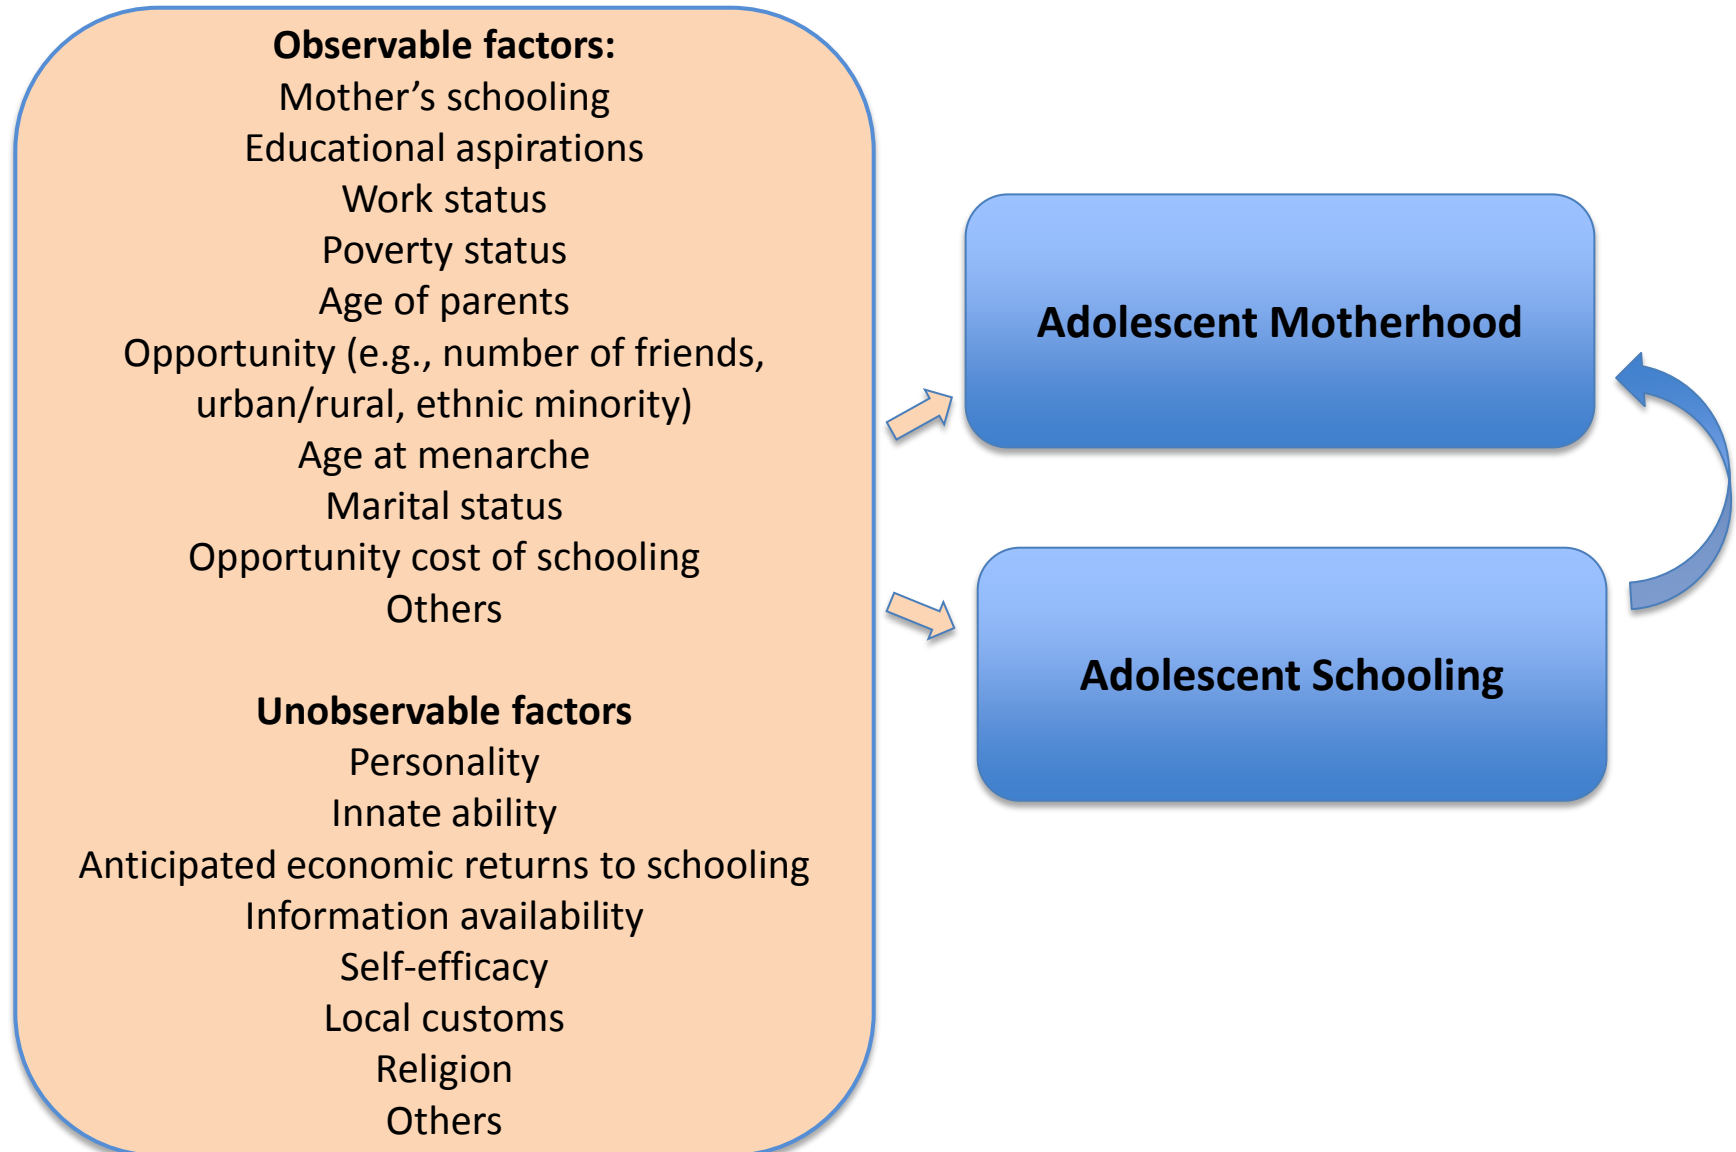 Observable factors:
Mother’s schooling
Educational aspirations
Work status
Poverty status
Age of parents
Opportunity (e.g., number of friends,
urban/rural, ethnic minority)
Age at menarche
Marital status
Opportunity cost of schooling
Others
Unobservable factors
Personality
Innate ability
Anticipated economic returns to schooling
Information availability
Self-efficacy
Local customs
Religion
Others
Adolescent Motherhood
Adolescent Schooling